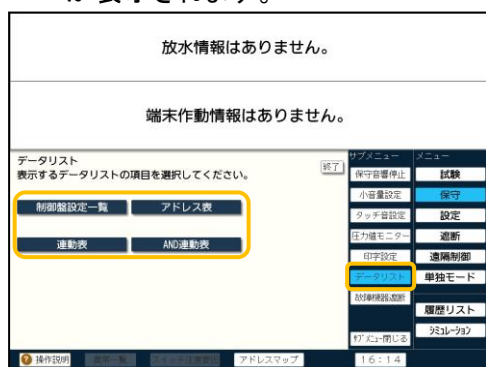 が表示されます。
放水情報はありません。
端末作動情報はありません。
データリスト
表示するデータリストの項目を選択してください。
終了
制御盤設定一覧
アドレス表
連動表
AND連動表
サブメニュー
保守音響停止
小音量設定
タッチ音設定
圧力値モニター
印字設定
データリスト
故障機器遮断
ｻﾌﾞﾒﾆｭｰ閉じる
メニュー
試験
保守
設定
遮断
遠隔制御
単独モード
履歴リスト
ｼﾐｭﾚｰｼｮﾝ
操作説明
アドレスマップ
16:14